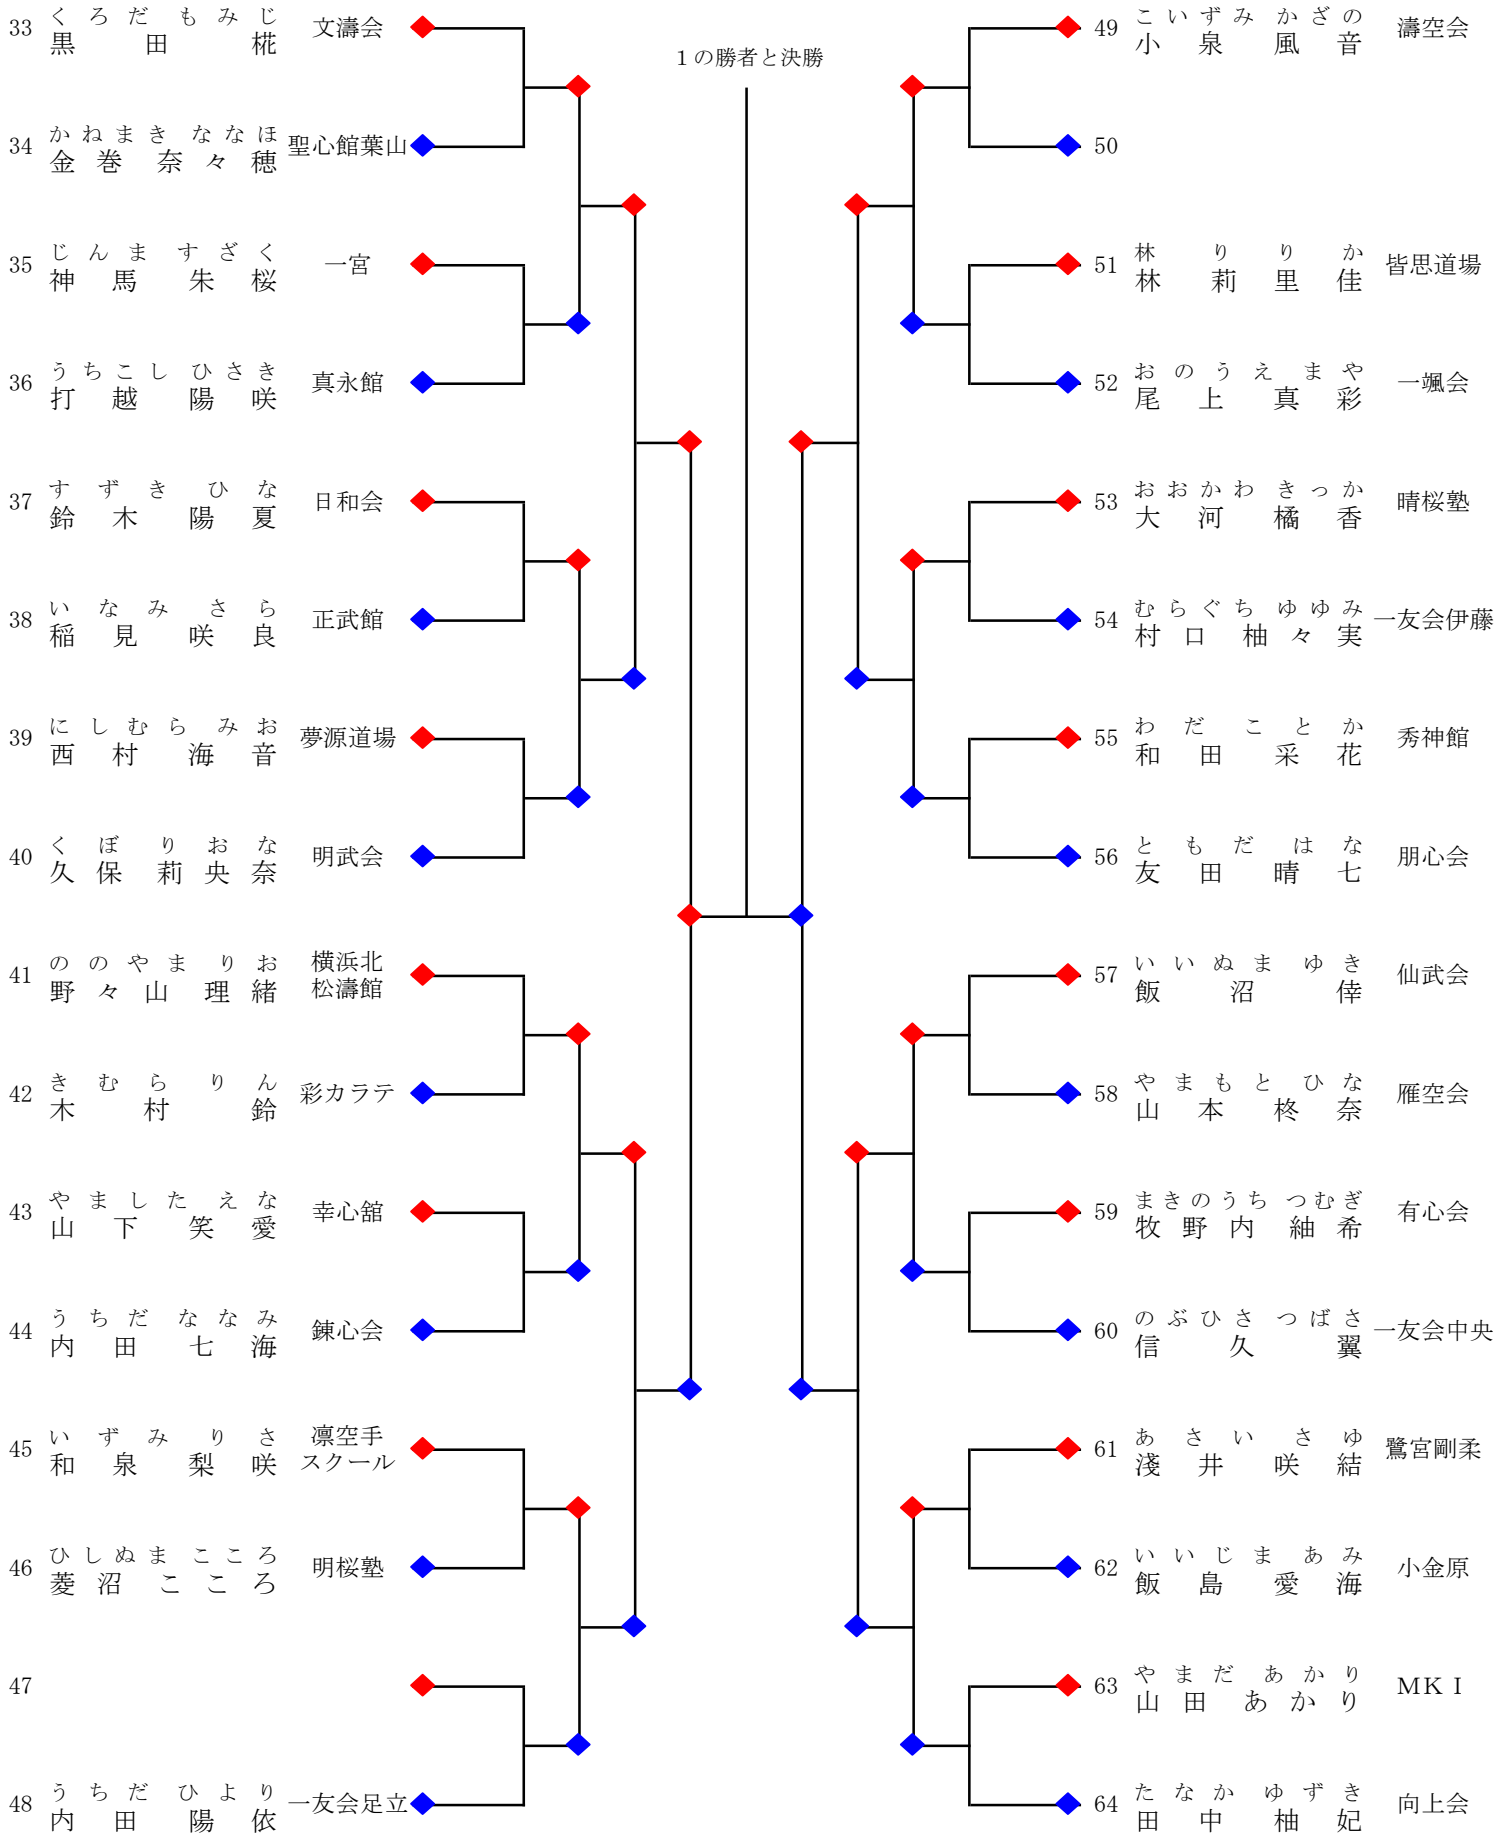 1の勝者と決勝
くろだ もみじ
33 黒田 椛 文濤会
かねまき ななほ
34 金巻 奈々穂 聖心館葉山
じんま すざく
35 神馬 朱桜 一宮
うちこし ひさき
36 打越 陽咲 真永館
すずき ひな
37 鈴木 陽夏 日和会
いなみ さら
38 稲見 咲良 正武館
にしむら みお
39 西村 海音 夢源道場
くぼ りおな
40 久保 莉央奈 明武会
ののやま りお
41 野々山 理緒 横浜北
松濤館
きむら りん
42 木村 鈴 彩カラテ
やました えな
43 山下 笑愛 幸心舘
うちだ ななみ
44 内田 七海 錬心会
いずみ りさ
45 和泉 梨咲 凛空手
スクール
ひしぬま こころ
46 菱沼 こころ 明桜塾
47
うちだ ひより
48 内田 陽依 一友会足立
こいずみ かざの
49 小泉 風音 濤空会
50
林 りりか
51 林 莉里佳 皆思道場
おのうえ まや
52 尾上 真彩 一颯会
おおかわ きっか
53 大河 橘香 晴桜塾
むらぐち ゆゆみ
54 村口 柚々実 一友会伊藤
わだ ことか
55 和田 采花 秀神館
ともだ はな
56 友田 晴七 朋心会
いいぬま ゆき
57 飯沼 倖 仙武会
やまもと ひな
58 山本 柊奈 雁空会
まきのうち つむぎ
59 牧野内 紬希 有心会
のぶひさ つばさ
60 信久 翼 一友会中央
あさい さゆ
61 淺井 咲結 鷺宮剛柔
いいじま あみ
62 飯島 愛海 小金原
やまだ あかり
63 山田 あかり ＭＫＩ
たなか ゆずき
64 田中 柚妃 向上会